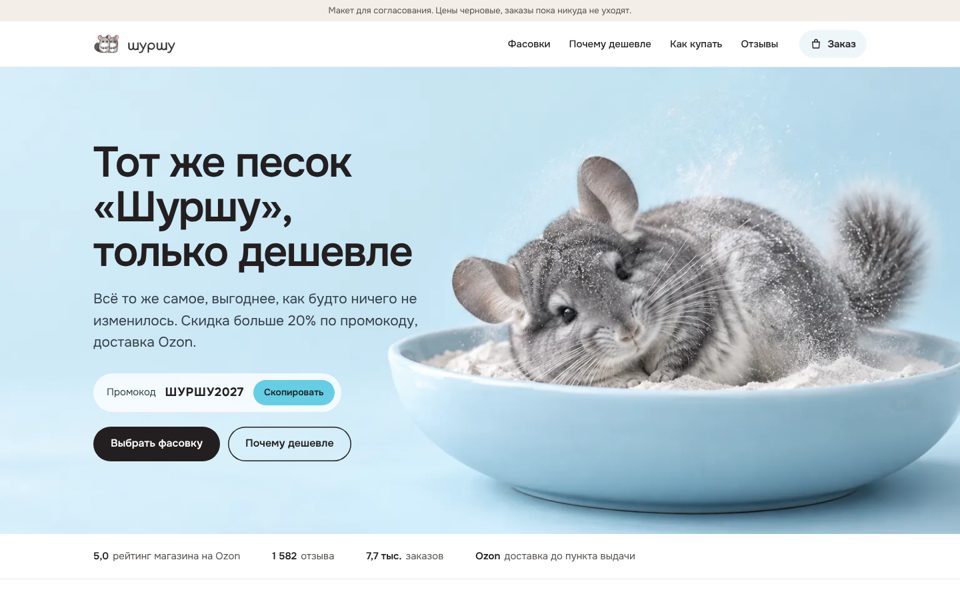 Макет для согласования. Цены черновые, заказы пока никуда не уходят.
шуршу
Фасовки Почему дешевле Как купать Отзывы Заказ
Тот же песок
«Шуршу»,
только дешевле
Всё то же самое, выгоднее, как будто ничего не
изменилось. Скидка больше 20% по промокоду,
доставка Ozon.
Промокод ШУРШУ2027 Скопировать
Выбрать фасовку Почему дешевле
5,0 рейтинг магазина на Ozon 1 582 отзыва 7,7 тыс. заказов Ozon доставка до пункта выдачи